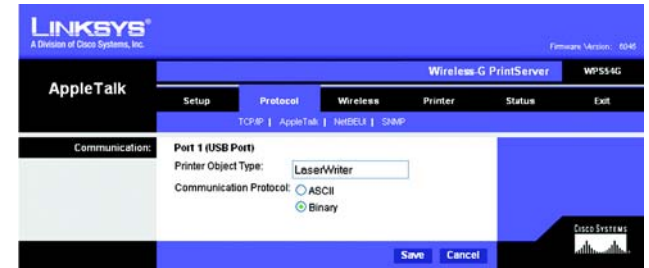 LINKSYS®
A Division of Cisco Systems, Inc.
Firmware Version: 6046
AppleTalk
Wireless-G PrintServer WPS54G
Setup Protocol Wireless Printer Status Exit
TCP/IP | AppleTalk | NetBEUI | SNMP
Communication:
Port 1 (USB Port)
Printer Object Type: LaserWriter
Communication Protocol: ASCII
Binary
Save Cancel
CISCO SYSTEMS